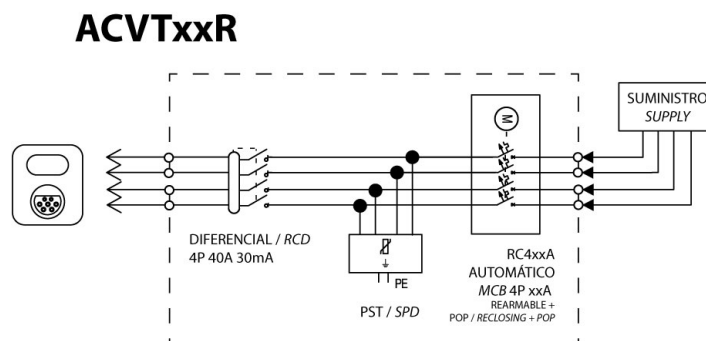 ACVTxxR
SUMINISTRO
SUPPLY
M
DIFERENCIAL / RCD
4P 40A 30mA
PE
PST / SPD
RC4xxA
AUTOMÁTICO
MCB 4P xxA
REARMABLE +
POP / RECLOSING + POP